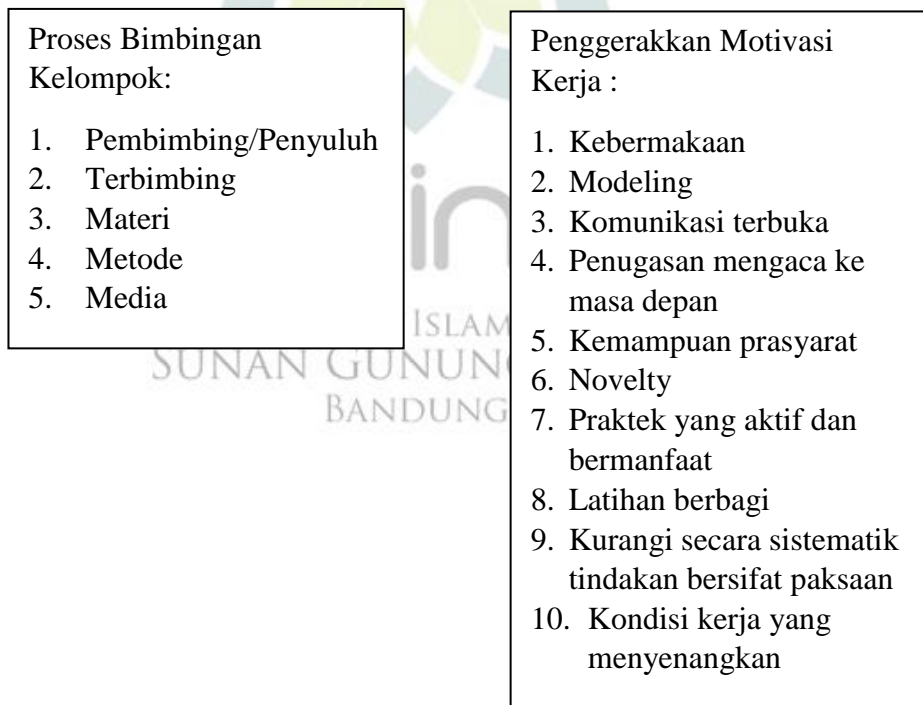 Proses Bimbingan
Kelompok:
1. Pembimbing/Penyuluh
2. Terbimbing
3. Materi
4. Metode
5. Media
Penggerakkan Motivasi
Kerja :
1. Kebermakaan
2. Modeling
3. Komunikasi terbuka
4. Penugasan mengaca ke
masa depan
5. Kemampuan prasyarat
6. Novelty
7. Praktek yang aktif dan
bermanfaat
8. Latihan berbagi
9. Kurangi secara sistematik
tindakan bersifat paksaan
10. Kondisi kerja yang
menyenangkan
in
ISLAM
SUNAN GUNUN
BANDUNG